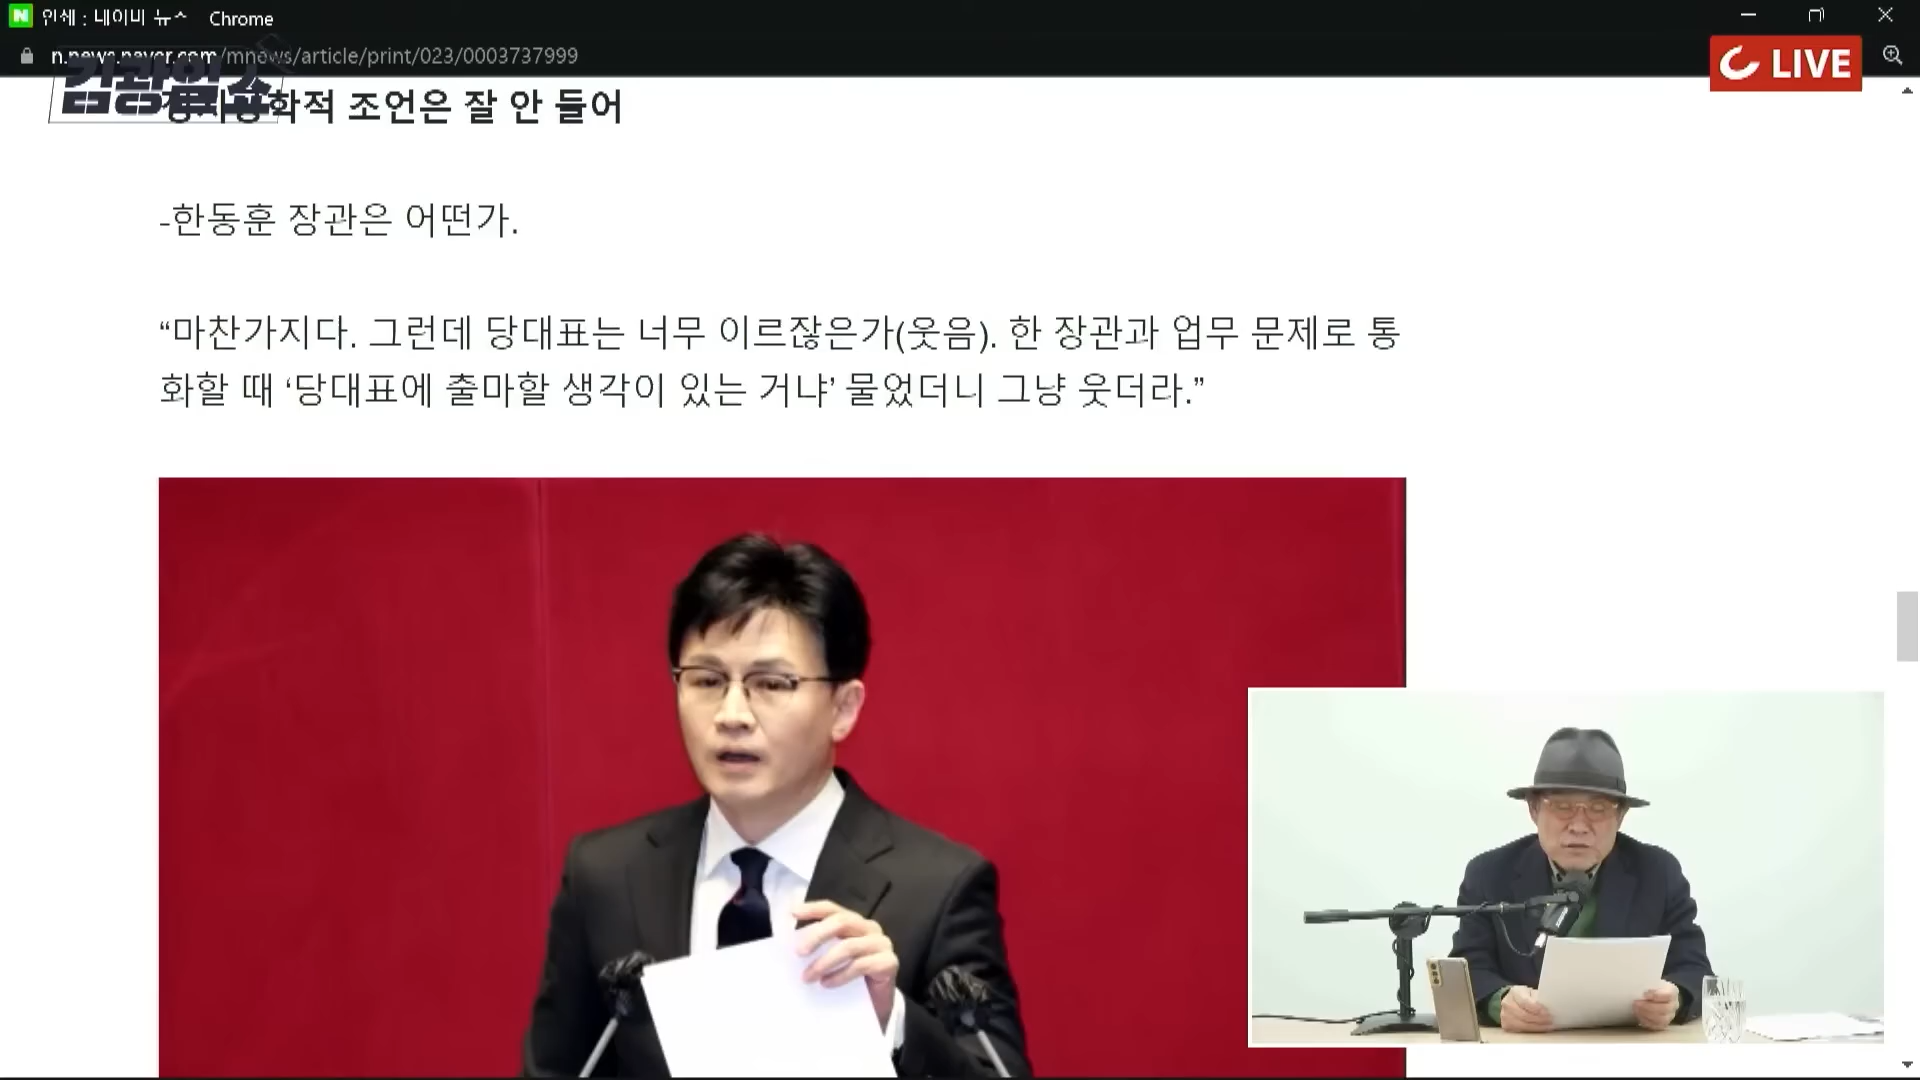 인쇄 : 네이버 뉴스 Chrome
n.news.naver.com/mnews/article/print/023/0003737999
LIVE
김광일쇼
조언은 잘 안 들어
-한동훈 장관은 어떤가.
“마찬가지다. 그런데 당대표는 너무 이르잖은가(웃음). 한 장관과 업무 문제로 통
화할 때 ‘당대표에 출마할 생각이 있는 거냐’ 물었더니 그냥 웃더라.”